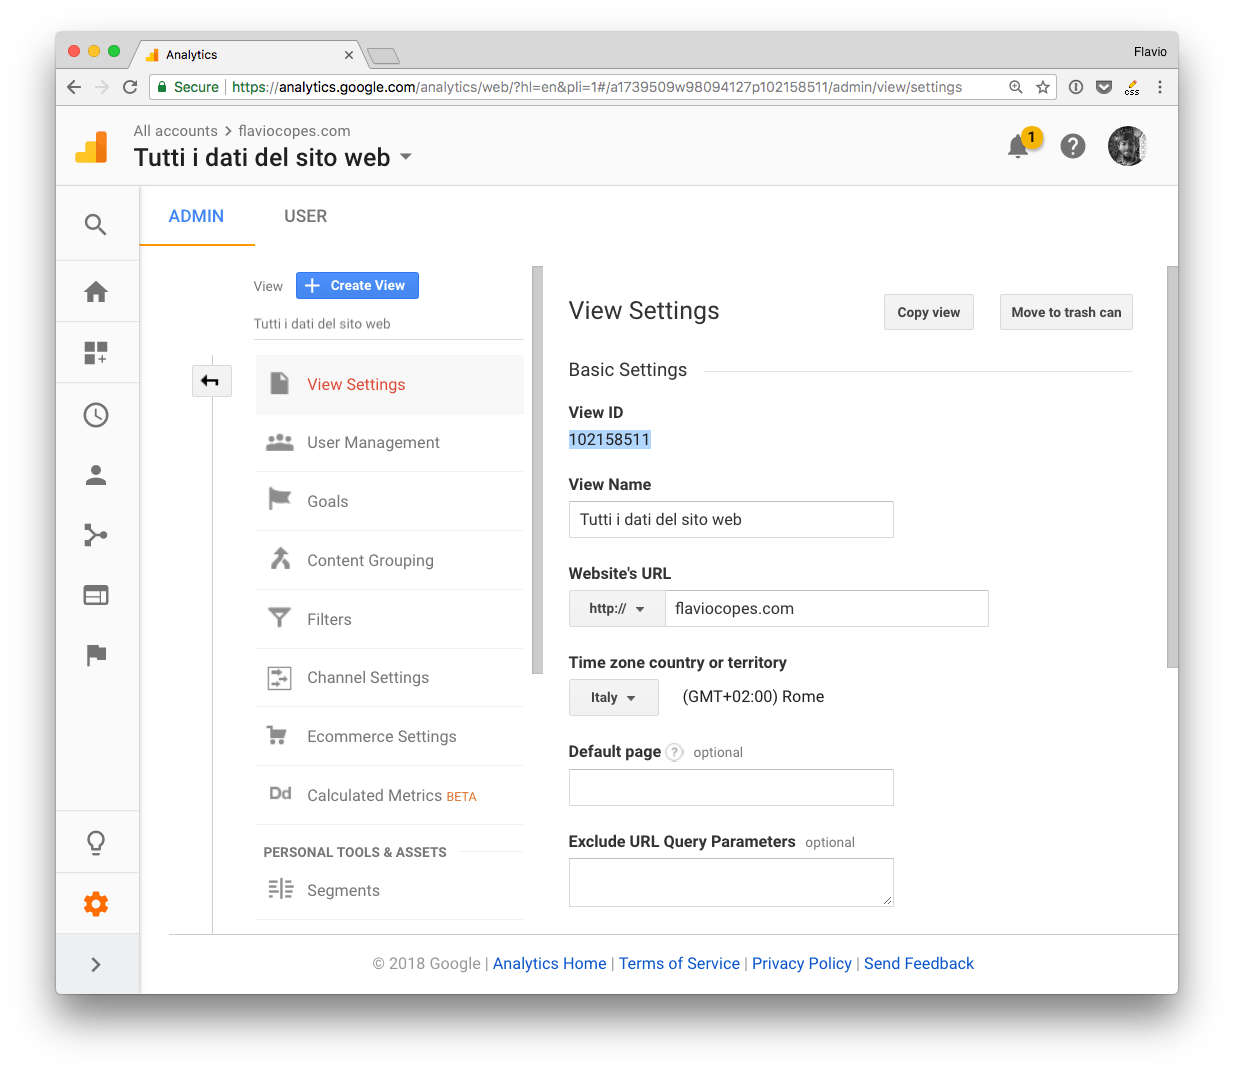 Analytics
Flavio
Secure https://analytics.google.com/analytics/web/?hl=en&pli=1#/a1739509w98094127p102158511/admin/view/settings
css
All accounts > flaviocopes.com
Tutti i dati del sito web
1
ADMIN USER
View + Create View
Tutti i dati del sito web
View Settings
User Management
Goals
Content Grouping
Filters
Channel Settings
Ecommerce Settings
Dd Calculated Metrics BETA
PERSONAL TOOLS & ASSETS
Segments
View Settings Copy view Move to trash can
Basic Settings
View ID
102158511
View Name
Tutti i dati del sito web
Website's URL
http:// flaviocopes.com
Time zone country or territory
Italy (GMT+02:00) Rome
Default page ? optional
Exclude URL Query Parameters optional
© 2018 Google | Analytics Home | Terms of Service | Privacy Policy | Send Feedback